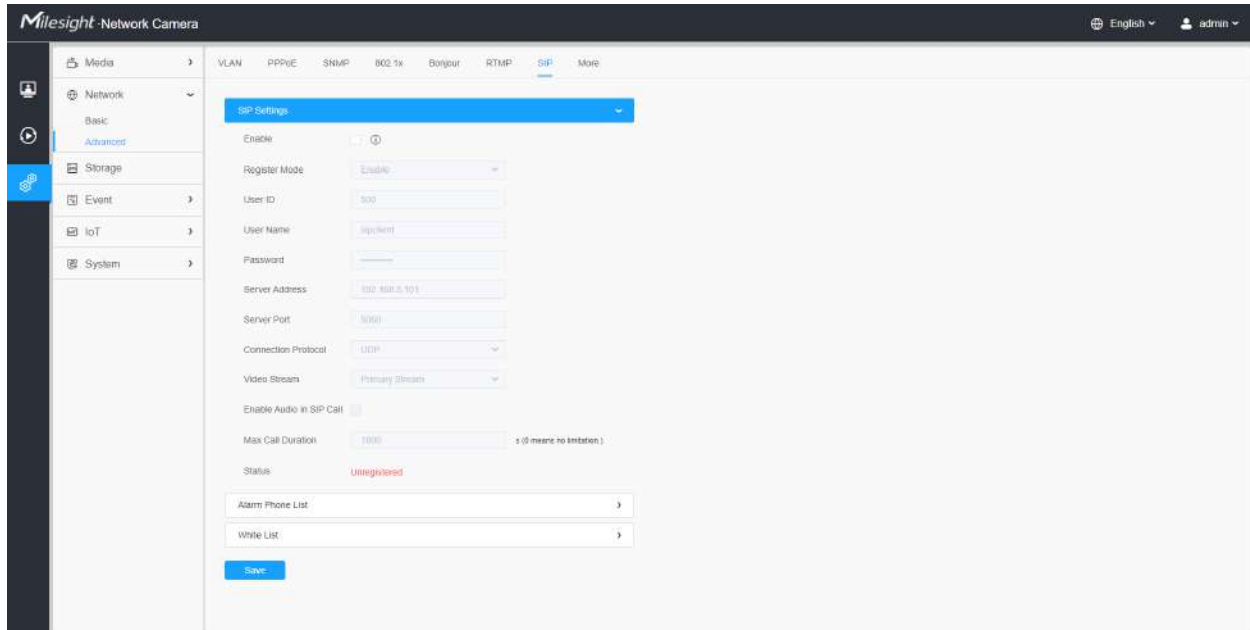 Milesight Network Camera
English
admin
Media
Network
Basic
Advanced
Storage
Event
IoT
System
VLAN PPPoE SNMP 802.1x Bonjour RTMP SIP More
SIP Settings
Enable
Register Mode Enable
User ID 500
User Name sipclient
Password
Server Address
Server Port 5060
Connection Protocol UDP
Video Stream Primary Stream
Enable Audio in SIP Call
Max Call Duration s (0 means no limitation.)
Status Unregistered
Alarm Phone List
White List
Save